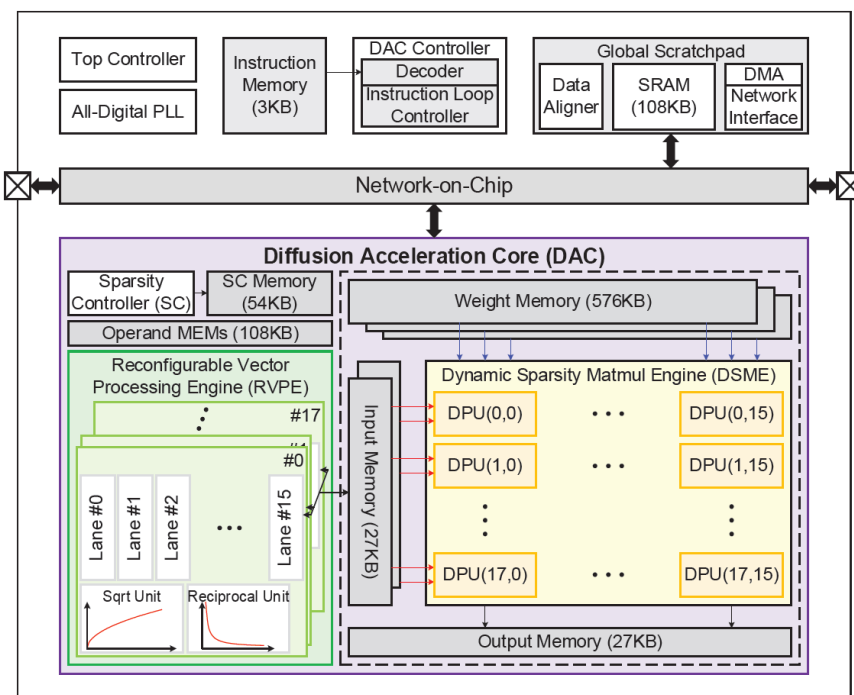 Top Controller
All-Digital PLL
Instruction
Memory
(3KB)
DAC Controller
Decoder
Instruction Loop
Controller
Global Scratchpad
Data
Aligner
SRAM
(108KB)
DMA
Network
Interface
Network-on-Chip
Diffusion Acceleration Core (DAC)
Sparsity
Controller (SC)
SC Memory
(54KB)
Operand MEMs (108KB)
Reconfigurable Vector
Processing Engine (RVPE)
#17
#0
Lane #0
Lane #1
Lane #2
Lane #15
Sqrt Unit
Reciprocal Unit
Weight Memory (576KB)
Input Memory (27KB)
Dynamic Sparsity Matmul Engine (DSME)
DPU(0,0)
DPU(0,15)
DPU(1,0)
DPU(1,15)
DPU(17,0)
DPU(17,15)
Output Memory (27KB)